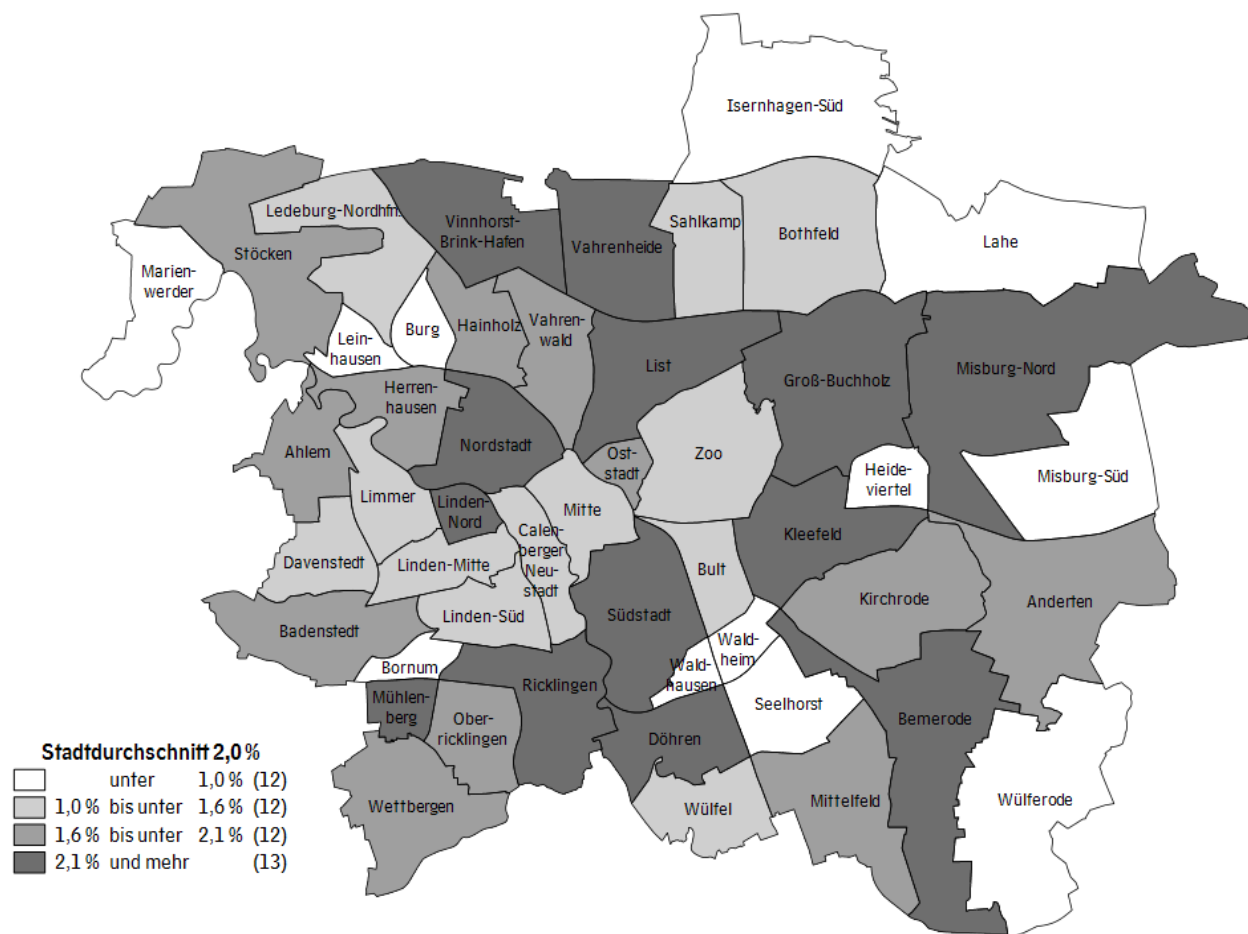 Isernhagen-Süd
Ledeburg-Nordhfn.
Vinnhorst-
Brink-Hafen
Vahrenheide
Sahlkamp
Bothfeld
Lahe
Stöcken
Marien-
werder
Lein-
hausen
Burg
Hainholz
Vahren-
wald
List
Groß-Buchholz
Misburg-Nord
Herren-
hausen
Nordstadt
Ahlem
Limmer
Linden-
Nord
Ost-
stadt
Zoo
Heide-
viertel
Misburg-Süd
Mitte
Calen-
berger
Neu-
stadt
Kleefeld
Davenstedt
Linden-Mitte
Bult
Kirchrode
Anderten
Linden-Süd
Südstadt
Badenstedt
Bornum
Wald-
heim
Wald-
hausen
Ricklingen
Mühlen-
berg
Ober-
ricklingen
Seelhorst
Bemerode
Döhren
Wettbergen
Wülfel
Mittelfeld
Wülferode
Stadtdurchschnitt 2,0 %
unter 1,0 % (12)
1,0 % bis unter 1,6 % (12)
1,6 % bis unter 2,1 % (12)
2,1 % und mehr (13)